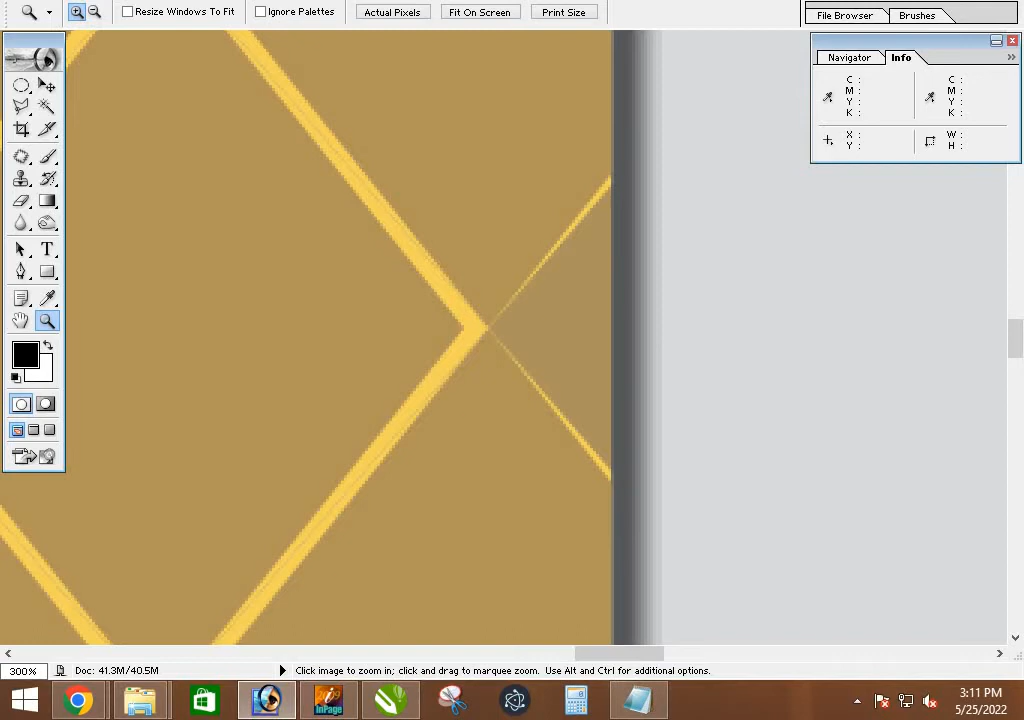 Resize Windows To Fit Ignore Palettes Actual Pixels Fit On Screen Print Size File Browser Brushes
Navigator Info
C :
M :
Y :
K :
C :
M :
Y :
K :
X :
Y :
W :
H :
T
300% Doc: 41.3M/40.5M Click image to zoom in; click and drag to marquee zoom. Use Alt and Ctrl for additional options.
InPage
3:11 PM
5/25/2022